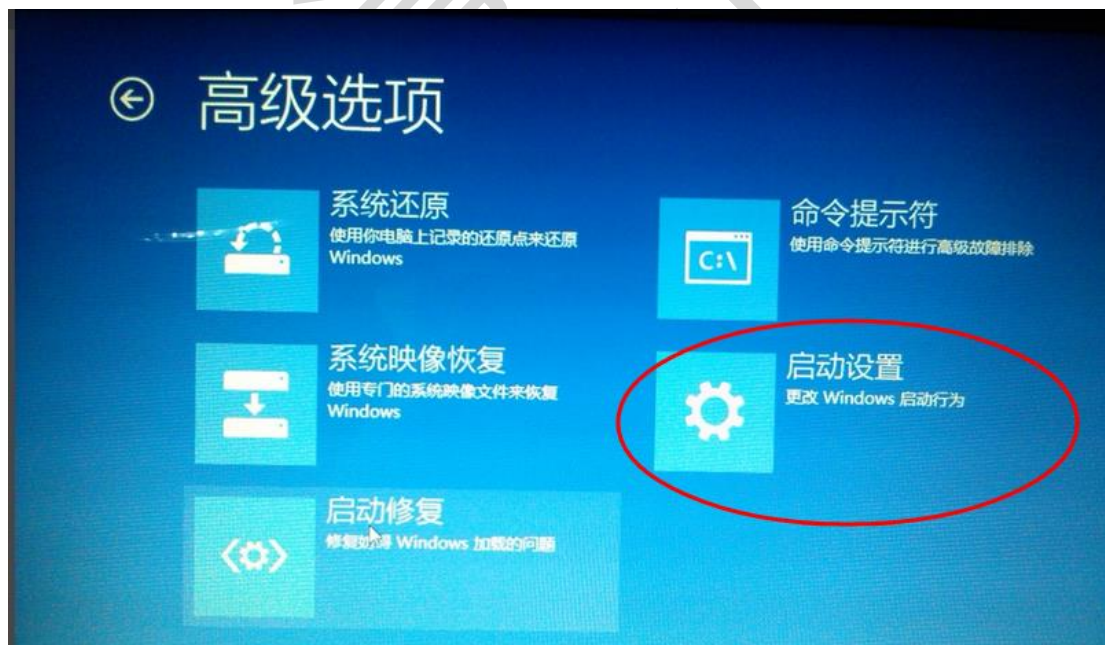 高级选项
系统还原
使用你电脑上记录的还原点来还原
Windows
系统映像恢复
使用专门的系统映像文件来恢复
Windows
启动修复
修复妨碍 Windows 加载的问题
命令提示符
使用命令提示符进行高级故障排除
C:\
启动设置
更改 Windows 启动行为